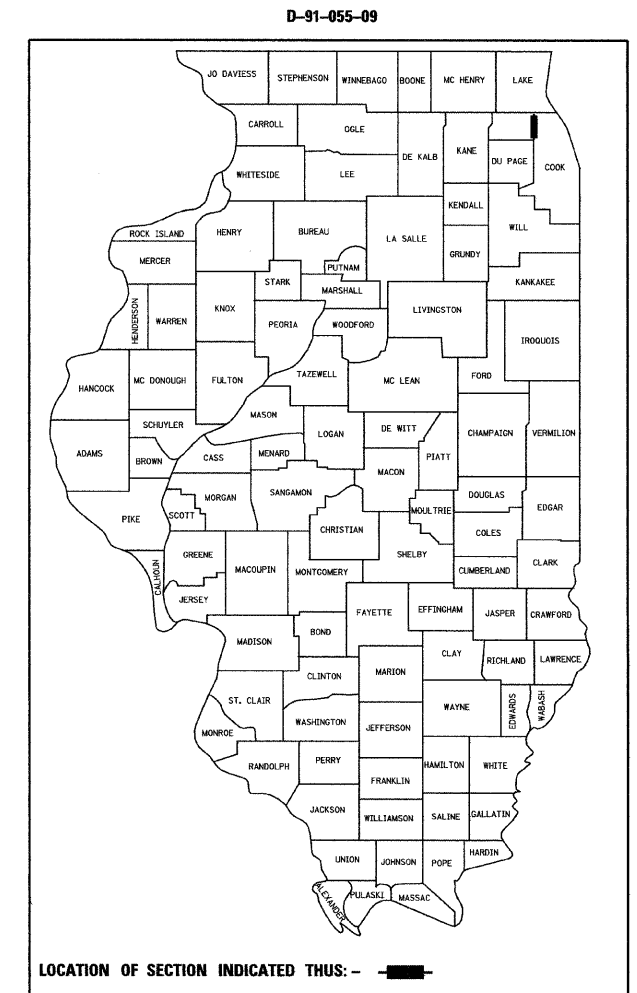 D-91-055-09
JO DAVIESS
STEPHENSON
WINNEBAGO
BOONE
MC HENRY
LAKE
CARROLL
OGLE
DE KALB
KANE
DU PAGE
COOK
WHITESIDE
LEE
KENDALL
WILL
ROCK ISLAND
HENRY
BUREAU
LA SALLE
GRUNDY
MERCER
PUTNAM
STARK
MARSHALL
KANKAKEE
HENDERSON
WARREN
KNOX
PEORIA
WOODFORD
LIVINGSTON
IROQUOIS
HANCOCK
MC DONOUGH
FULTON
TAZEWELL
MC LEAN
FORD
MASON
SCHUYLER
LOGAN
DE WITT
CHAMPAIGN
VERMILION
ADAMS
BROWN
CASS
MENARD
PIATT
MACON
MORGAN
SANGAMON
DOUGLAS
EDGAR
PIKE
SCOTT
CHRISTIAN
MOULTRIE
COLES
GREENE
MACOUPIN
MONTGOMERY
SHELBY
CUMBERLAND
CLARK
CALHOUN
JERSEY
FAYETTE
EFFINGHAM
JASPER
CRAWFORD
MADISON
BOND
CLAY
RICHLAND
LAWRENCE
CLINTON
MARION
ST. CLAIR
WAYNE
EDWARDS
WABASH
WASHINGTON
JEFFERSON
MONROE
RANDOLPH
PERRY
HAMILTON
WHITE
FRANKLIN
JACKSON
WILLIAMSON
SALINE
GALLATIN
UNION
JOHNSON
POPE
HARDIN
ALEXANDER
PULASKI
MASSAC
LOCATION OF SECTION INDICATED THUS: -